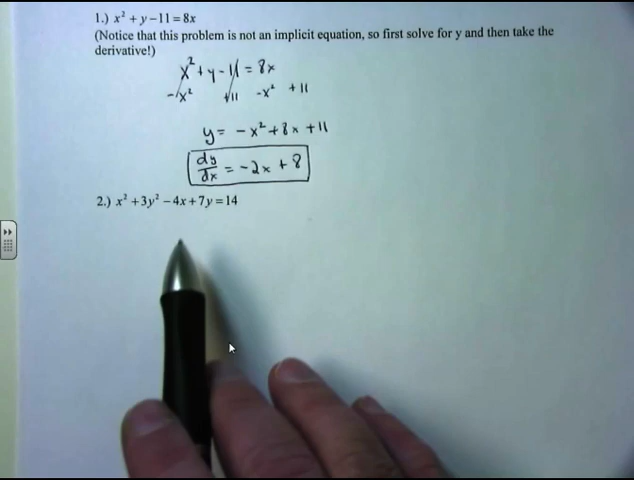 1.) x² + y − 11 = 8x
(Notice that this problem is not an implicit equation, so first solve for y and then take the
derivative!)
x² + y - 11 = 8x
-x² +11 -x² +11
y = -x² + 8x + 11
dy/dx = -2x + 8
2.) x² + 3y² − 4x + 7y = 14